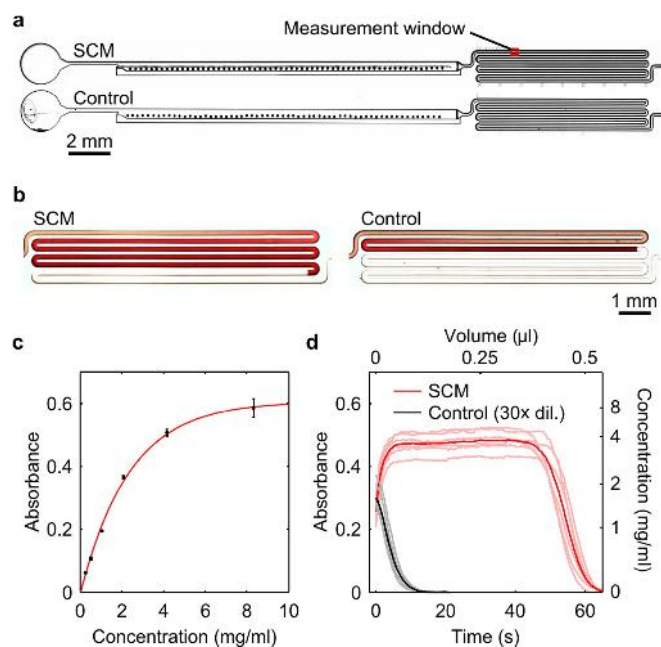 a
Measurement window
SCM
Control
2 mm
b
SCM
Control
1 mm
c
0.6
0.4
0.2
0
Absorbance
0 2 4 6 8 10
Concentration (mg/ml)
d
Volume (µl)
0 0.25 0.5
SCM
Control (30x dil.)
0.6
0.4
0.2
0
Absorbance
8
4
2
1
0
Concentration (mg/ml)
0 20 40 60
Time (s)